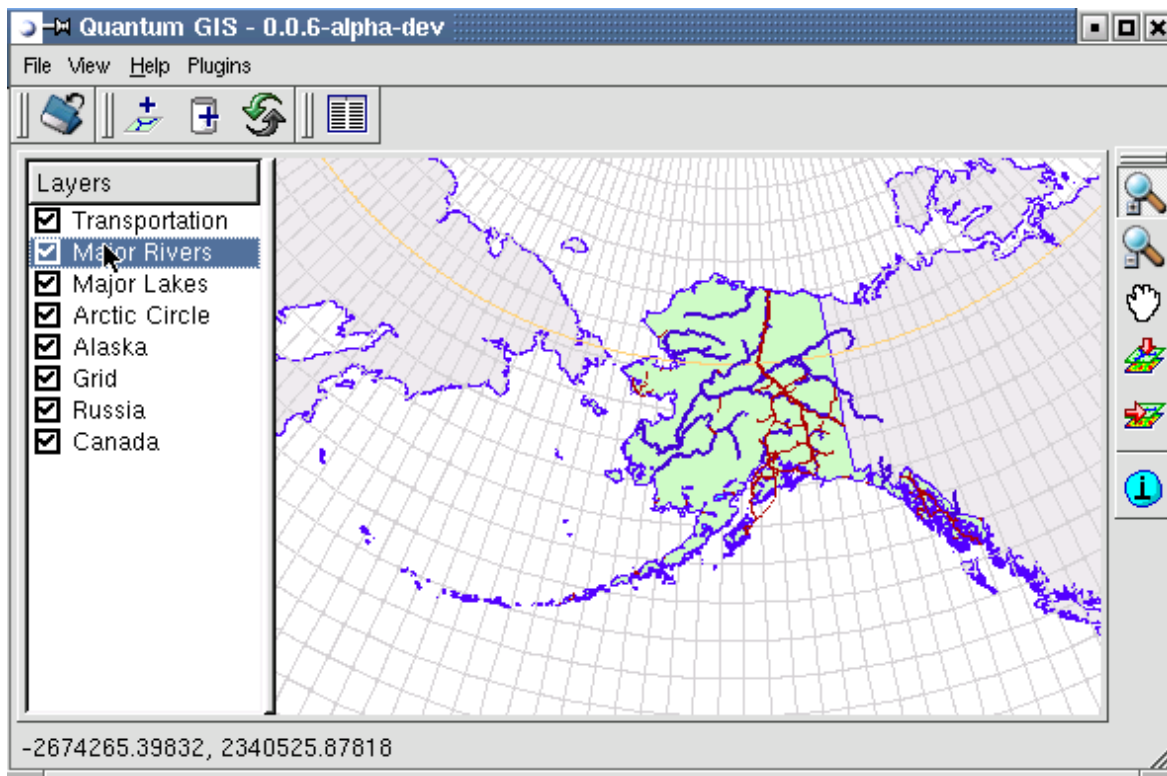 Quantum GIS - 0.0.6-alpha-dev
File View Help Plugins
Layers
Transportation
Major Rivers
Major Lakes
Arctic Circle
Alaska
Grid
Russia
Canada
-2674265.39832, 2340525.87818